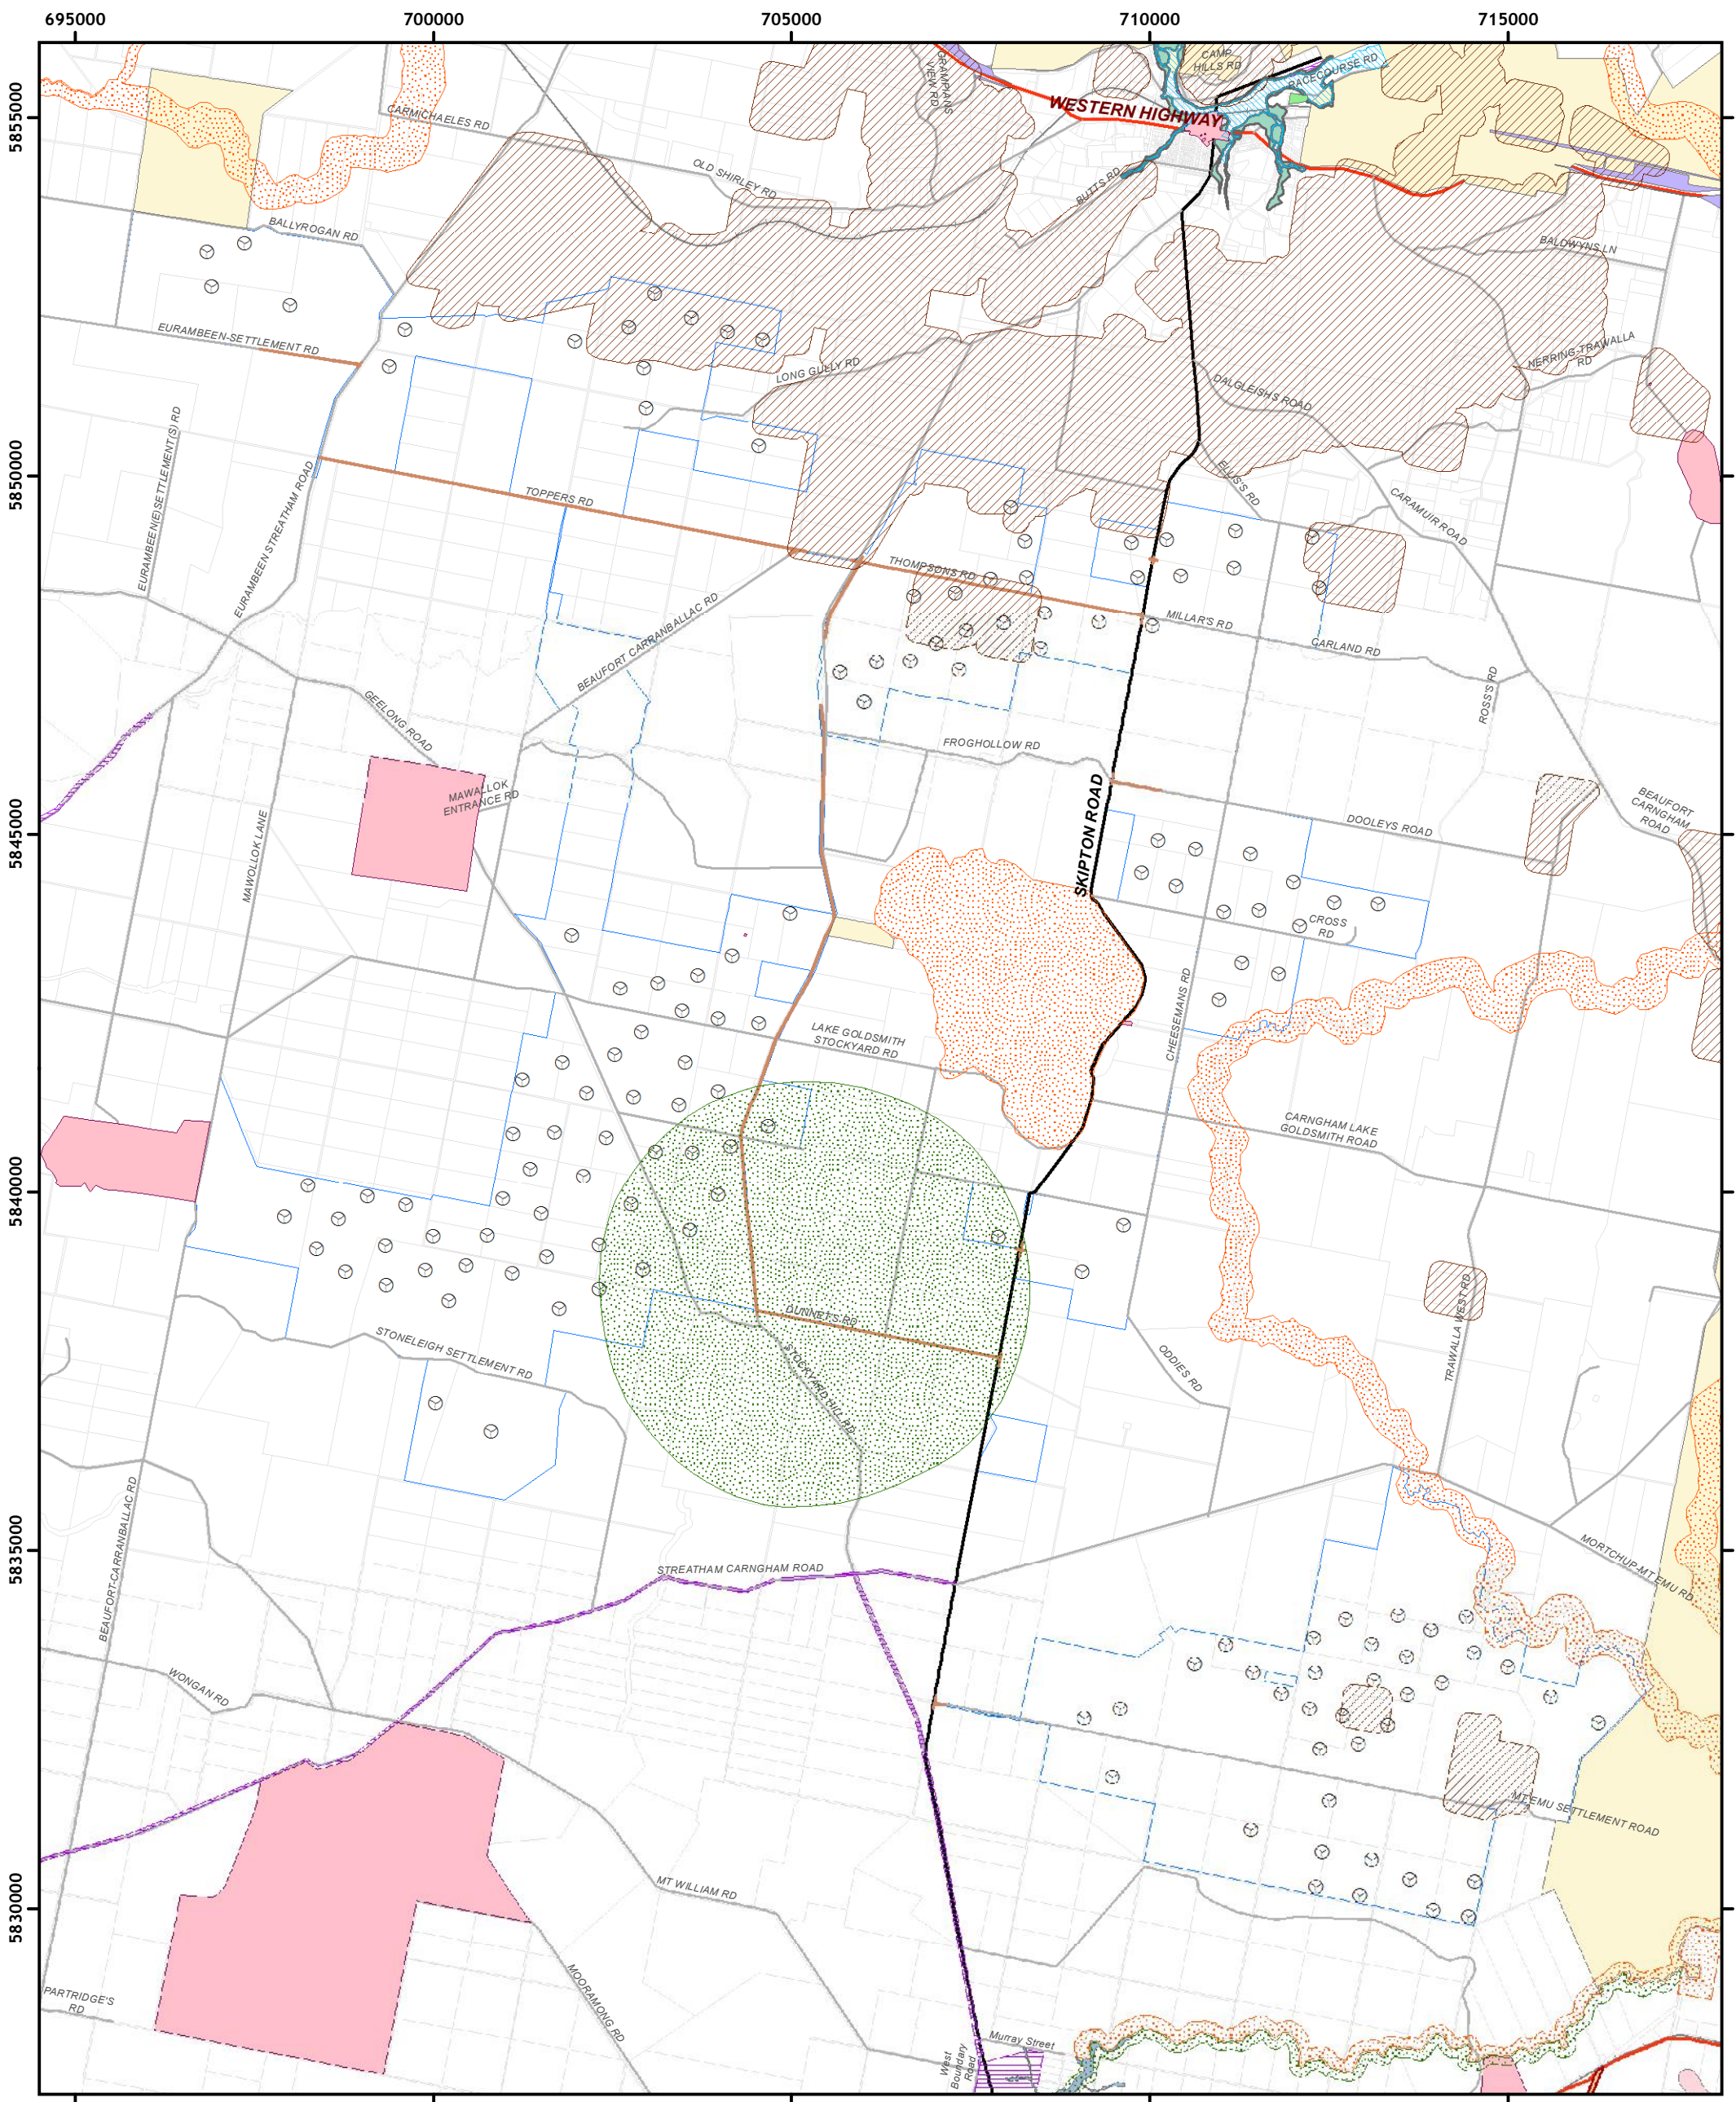 695000
700000
705000
710000
715000
5855000
5850000
5845000
5840000
5835000
5830000
CAMP
HILLS RD
RACECOURSE RD
GRAMPIANS
VIEW RD
WESTERN HIGHWAY
CARMICHAELES RD
OLD SHIRLEY RD
BUTTS RD
BALLYROGAN RD
BALDWYNS LN
EURAMBEEN-SETTLEMENT RD
NERRING-TRAWALLA
RD
LONG GULLY RD
DALGLEISHS ROAD
EURAMBEEN(E)SETTLEMENT(S) RD
EURAMBEEN STREATHAM ROAD
TOPPERS RD
ELLIS'S RD
CARAMUIR ROAD
THOMPSONS RD
MILLAR'S RD
GARLAND RD
BEAUFORT CARRANBALLAC RD
ROSS'S RD
GEELONG ROAD
FROGHOLLOW RD
MAWALLOK
ENTRANCE RD
SKIPTON ROAD
DOOLEYS ROAD
BEAUFORT
CARNGHAM
ROAD
MAWOLLOK LANE
CROSS
RD
CHEESEMANS RD
LAKE GOLDSMITH
STOCKYARD RD
CARNGHAM LAKE
GOLDSMITH ROAD
DUNNETS RD
STOCKYARD HILL RD
STONELEIGH SETTLEMENT RD
ODDIES RD
TRAWALLA WEST RD
BEAUFORT-CARRANBALLAC RD
STREATHAM CARNGHAM ROAD
MORTCHUP-MT EMU RD
WONGAN RD
MT EMU SETTLEMENT ROAD
MT WILLIAM RD
MOORAMONG RD
PARTRIDGE'S
RD
Murray Street
West
Boundary
Road